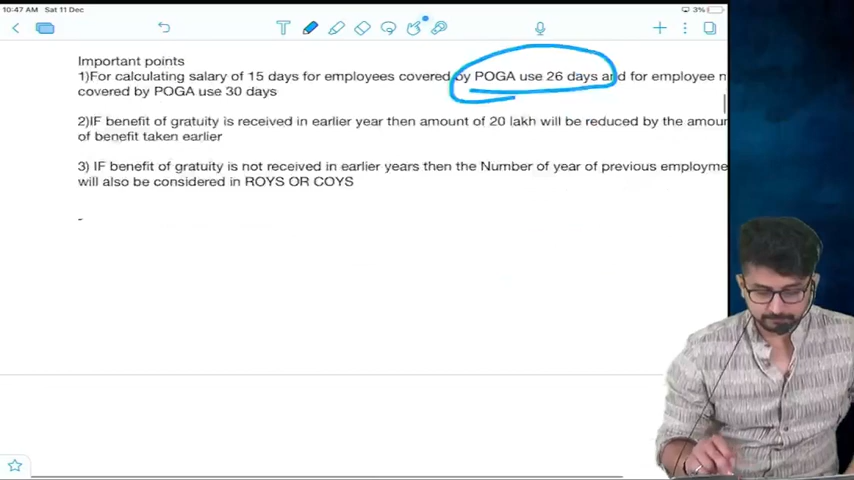 10:47 AM Sat 11 Dec
3%
T
Important points
1)For calculating salary of 15 days for employees covered by POGA use 26 days and for employee n
covered by POGA use 30 days
2)IF benefit of gratuity is received in earlier year then amount of 20 lakh will be reduced by the amour
of benefit taken earlier
3) IF benefit of gratuity is not received in earlier years then the Number of year of previous employme
will also be considered in ROYS OR COYS
-